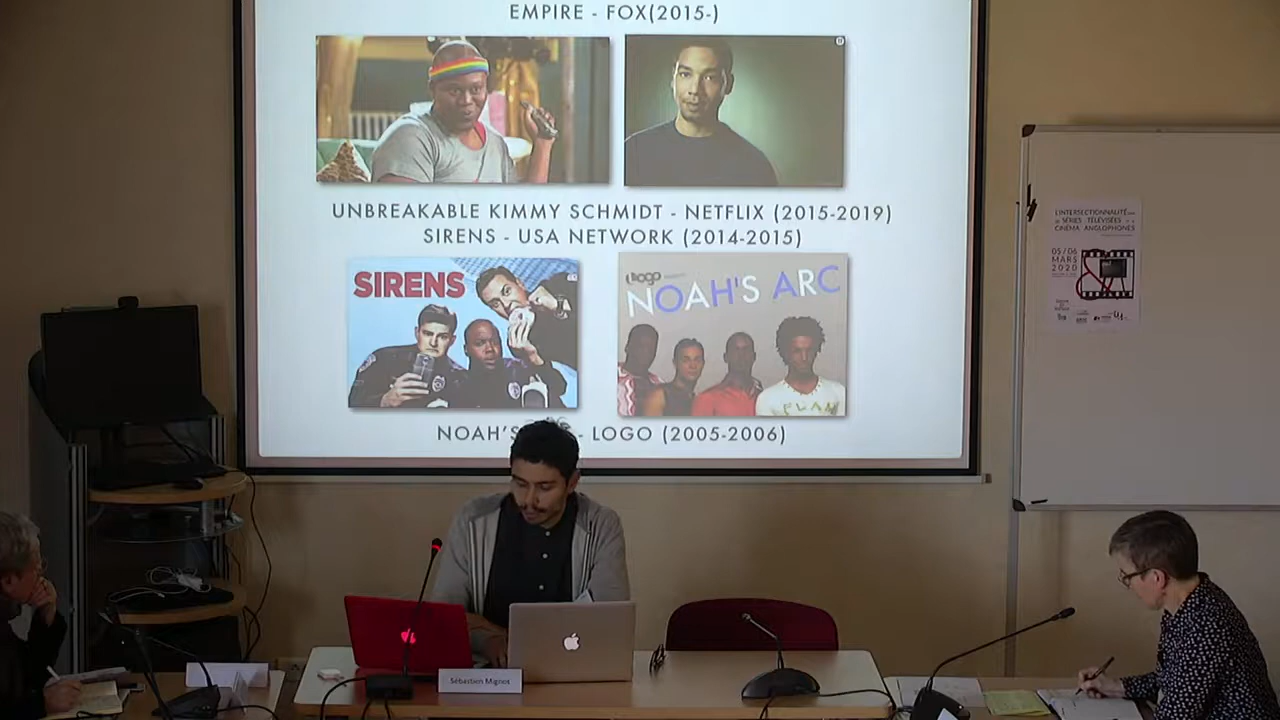 EMPIRE - FOX(2015-)
UNBREAKABLE KIMMY SCHMIDT - NETFLIX (2015-2019)
SIRENS - USA NETWORK (2014-2015)
SIRENS
logo
NOAH'S ARC
NOAH'S - LOGO (2005-2006)
L'INTERSECTIONNALITÉ
SÉRIES TÉLÉVISÉES
CINÉMA ANGLOPHONES
05/06
MARS
2020
Sébastien Mignot